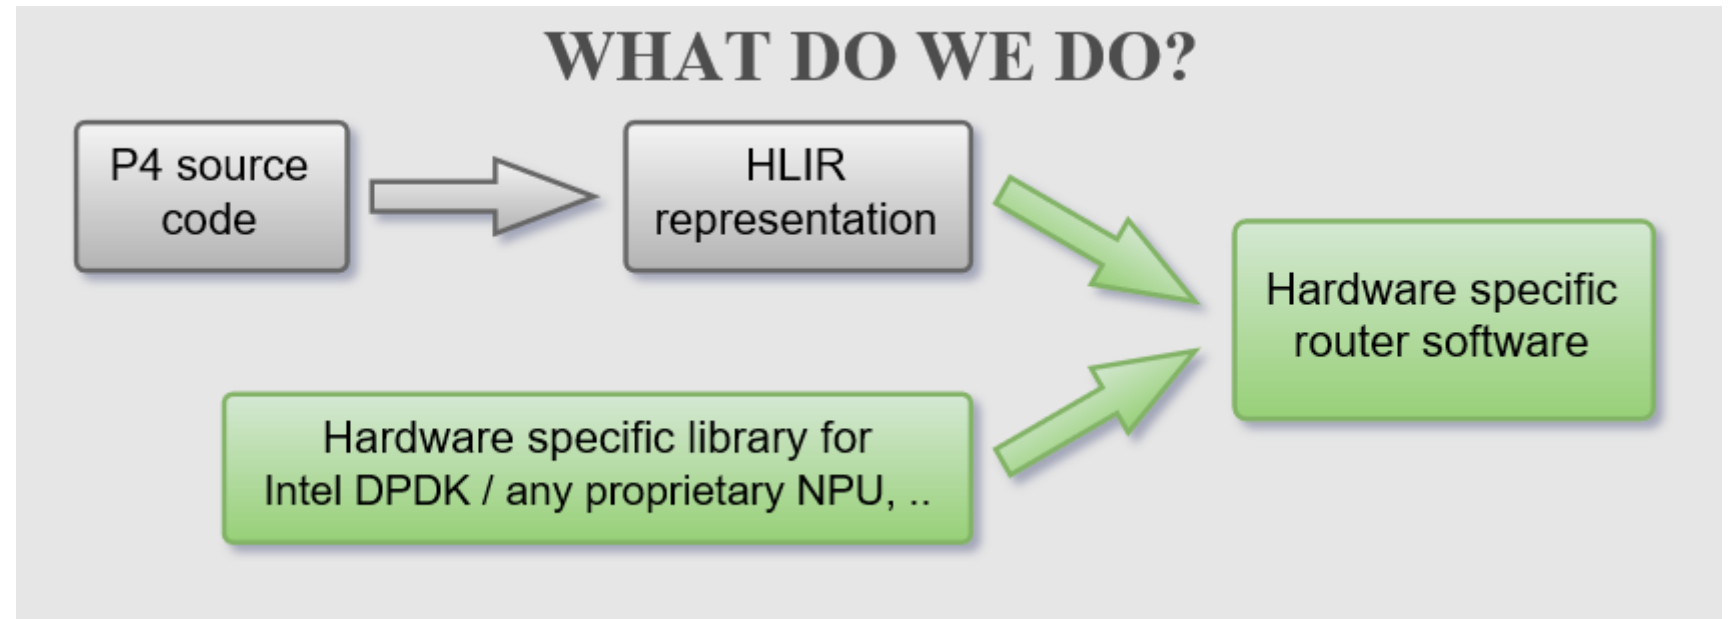 WHAT DO WE DO?
P4 source
code
HLIR
representation
Hardware specific
router software
Hardware specific library for
Intel DPDK / any proprietary NPU, ..